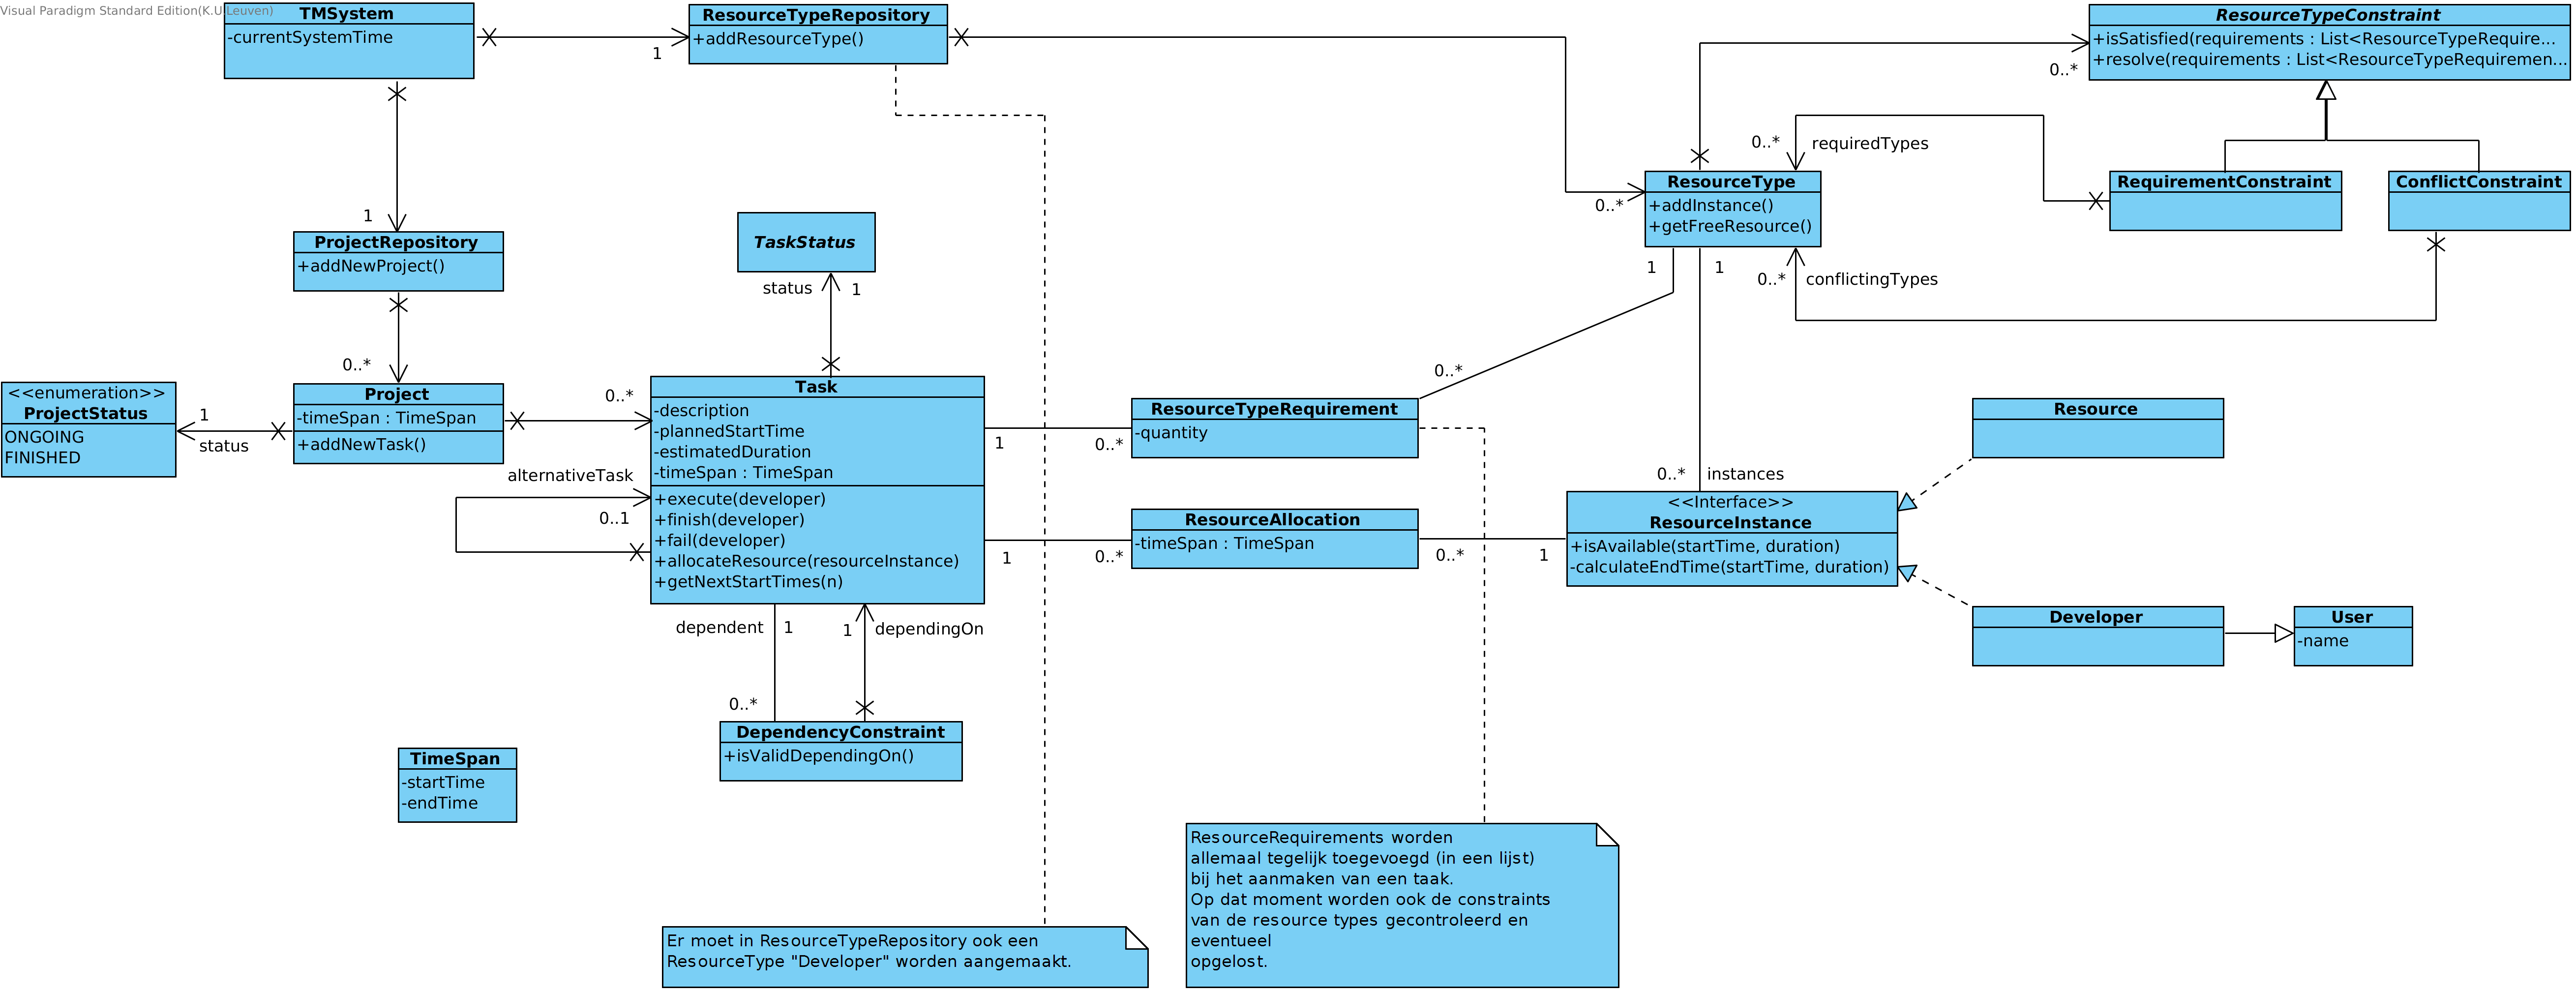 Visual Paradigm Standard Edition(K.U.Leuven)
TMSystem
-currentSystemTime
1
ResourceTypeRepository
+addResourceType()
ResourceTypeConstraint
+isSatisfied(requirements : List<ResourceTypeRequire...
+resolve(requirements : List<ResourceTypeRequiremen...
0..*
0..*
requiredTypes
ResourceType
+addInstance()
+getFreeResource()
0..*
RequirementConstraint
ConflictConstraint
1
ProjectRepository
+addNewProject()
TaskStatus
status
1
1
1
0..*
conflictingTypes
0..*
<<enumeration>>
ProjectStatus
ONGOING
FINISHED
1
status
Project
-timeSpan : TimeSpan
+addNewTask()
0..*
Task
-description
-plannedStartTime
-estimatedDuration
-timeSpan : TimeSpan
+execute(developer)
+finish(developer)
+fail(developer)
+allocateResource(resourceInstance)
+getNextStartTimes(n)
alternativeTask
0..1
1
0..*
0..*
ResourceTypeRequirement
-quantity
1
0..*
ResourceAllocation
-timeSpan : TimeSpan
0..*
1
0..*
instances
<<Interface>>
ResourceInstance
+isAvailable(startTime, duration)
-calculateEndTime(startTime, duration)
Resource
Developer
User
-name
dependent
1
1
dependingOn
0..*
DependencyConstraint
+isValidDependingOn()
TimeSpan
-startTime
-endTime
ResourceRequirements worden
allemaal tegelijk toegevoegd (in een lijst)
bij het aanmaken van een taak.
Op dat moment worden ook de constraints
van de resource types gecontroleerd en
eventueel
opgelost.
Er moet in ResourceTypeRepository ook een
ResourceType "Developer" worden aangemaakt.